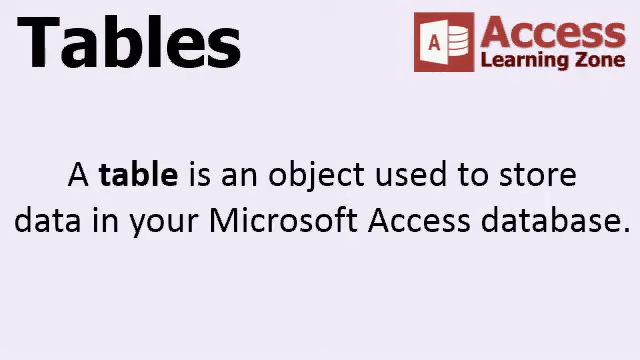 Tables
A
Access
Learning Zone
A table is an object used to store
data in your Microsoft Access database.